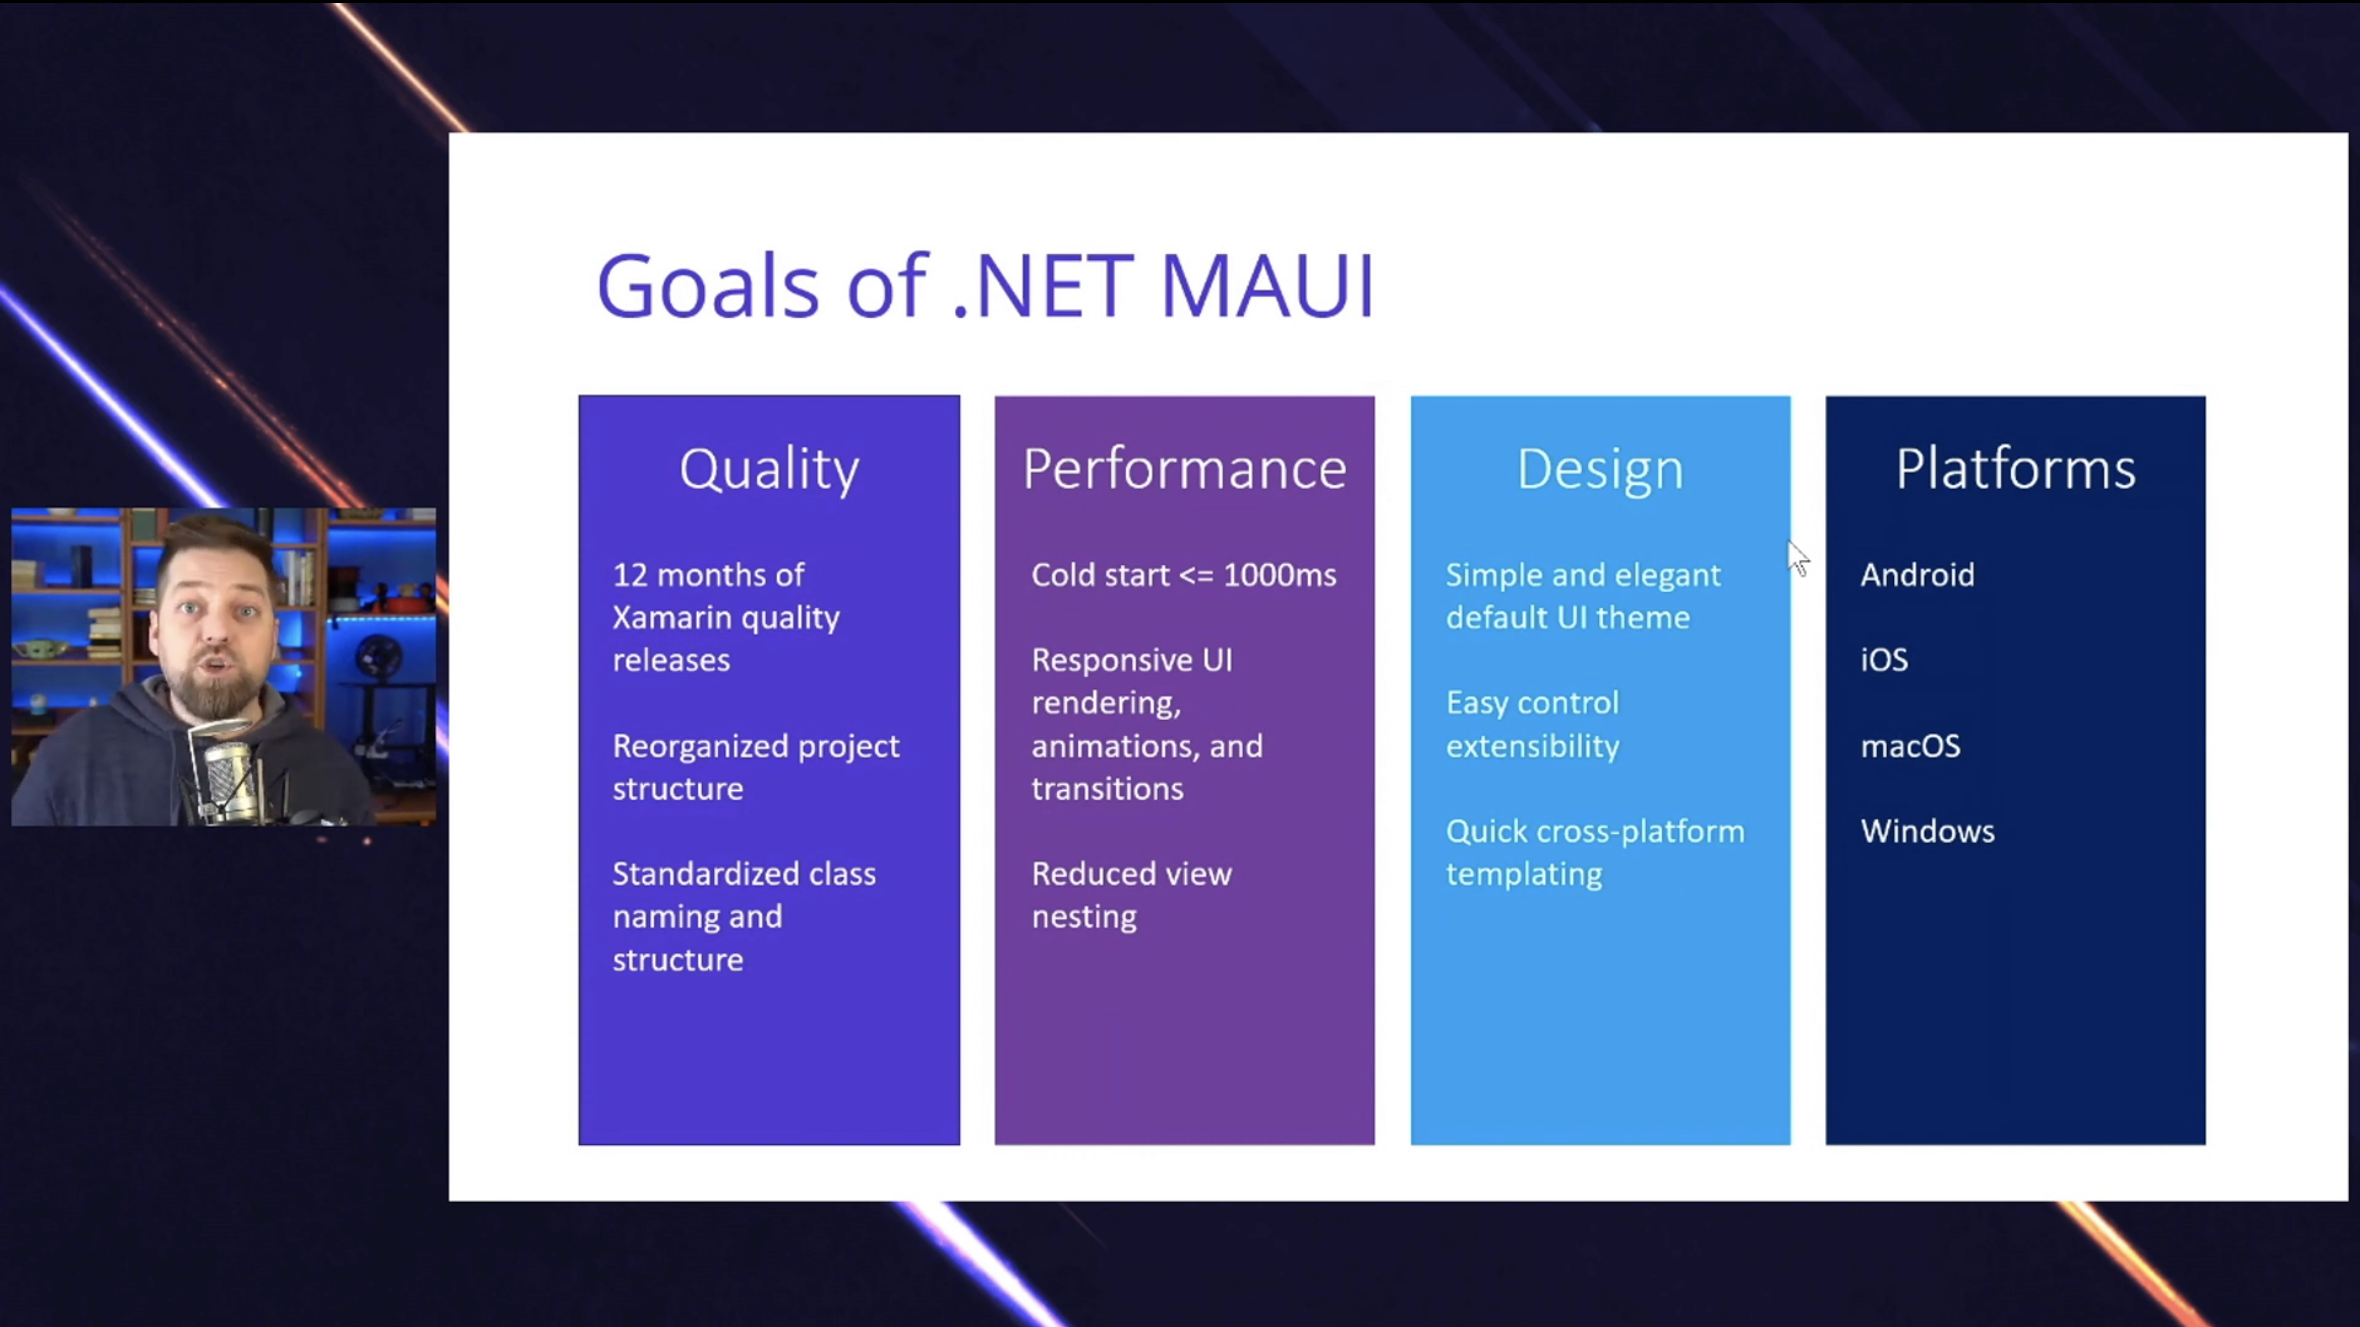 Goals of .NET MAUI
Quality
12 months of
Xamarin quality
releases
Reorganized project
structure
Standardized class
naming and
structure
Performance
Cold start <= 1000ms
Responsive UI
rendering,
animations, and
transitions
Reduced view
nesting
Design
Simple and elegant
default UI theme
Easy control
extensibility
Quick cross-platform
templating
Platforms
Android
iOS
macOS
Windows